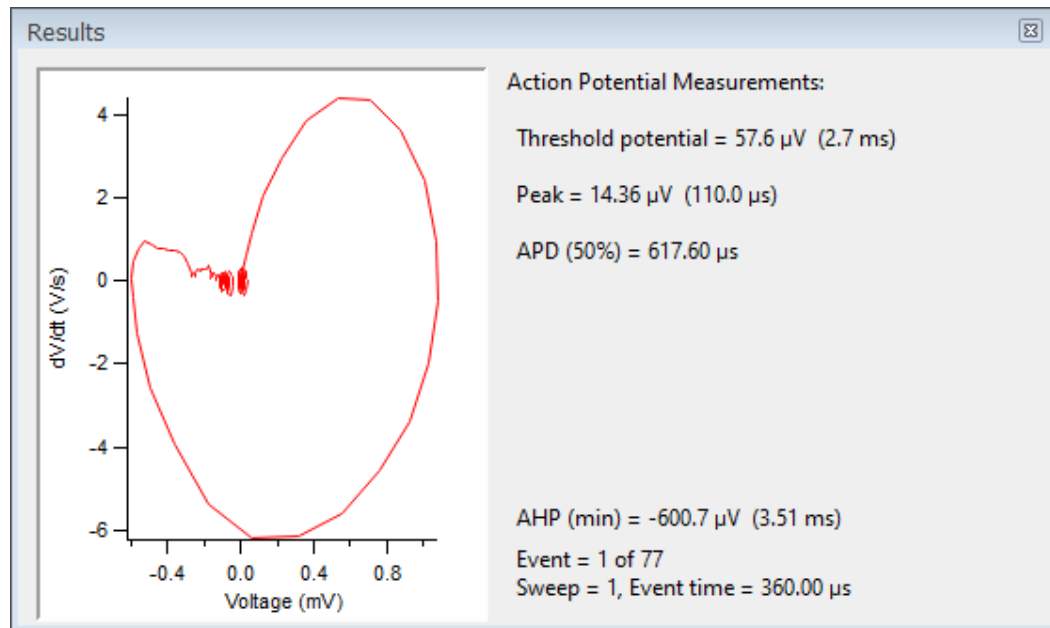 Results
Action Potential Measurements:
Threshold potential = 57.6 µV (2.7 ms)
Peak = 14.36 µV (110.0 µs)
APD (50%) = 617.60 µs
AHP (min) = -600.7 µV (3.51 ms)
Event = 1 of 77
Sweep = 1, Event time = 360.00 µs
dV/dt (V/s)
4
2
0
-2
-4
-6
-0.4 0.0 0.4 0.8
Voltage (mV)